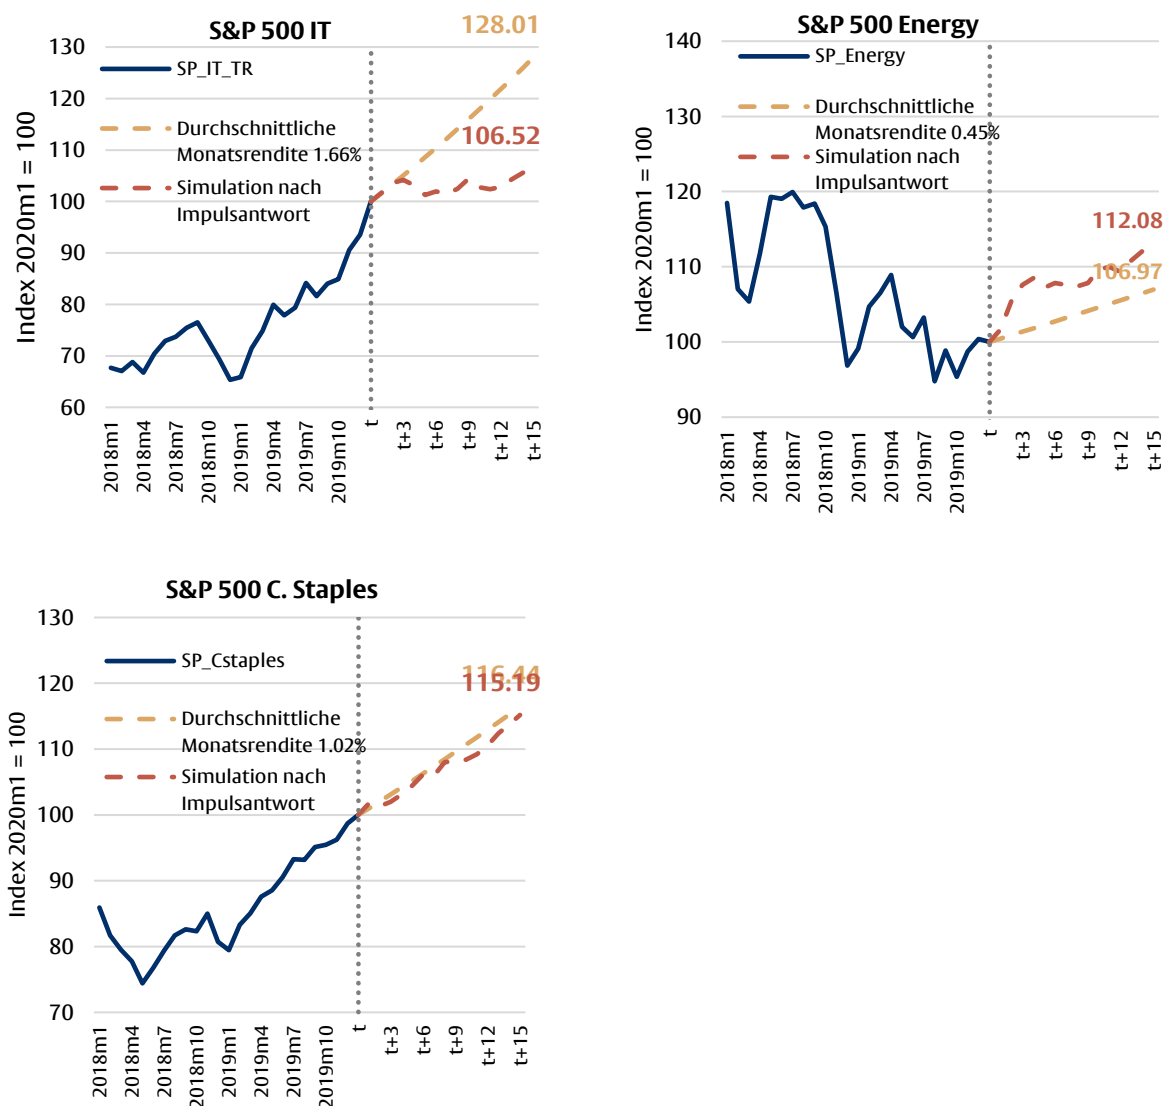 S&P 500 IT
128.01
130
120
110
100
90
80
70
60
Index 2020m1 = 100
SP_IT_TR
Durchschnittliche
Monatsrendite 1.66%
106.52
Simulation nach
Impulsantwort
2018m1
2018m4
2018m7
2018m10
2019m1
2019m4
2019m7
2019m10
t
t+3
t+6
t+9
t+12
t+15
S&P 500 Energy
140
130
120
110
100
90
Index 2020m1 = 100
SP_Energy
Durchschnittliche
Monatsrendite 0.45%
Simulation nach
Impulsantwort
112.08
106.97
2018m1
2018m4
2018m7
2018m10
2019m1
2019m4
2019m7
2019m10
t
t+3
t+6
t+9
t+12
t+15
S&P 500 C. Staples
130
120
110
100
90
80
70
Index 2020m1 = 100
SP_Cstaples
116.44
115.19
Durchschnittliche
Monatsrendite 1.02%
Simulation nach
Impulsantwort
2018m1
2018m4
2018m7
2018m10
2019m1
2019m4
2019m7
2019m10
t
t+3
t+6
t+9
t+12
t+15